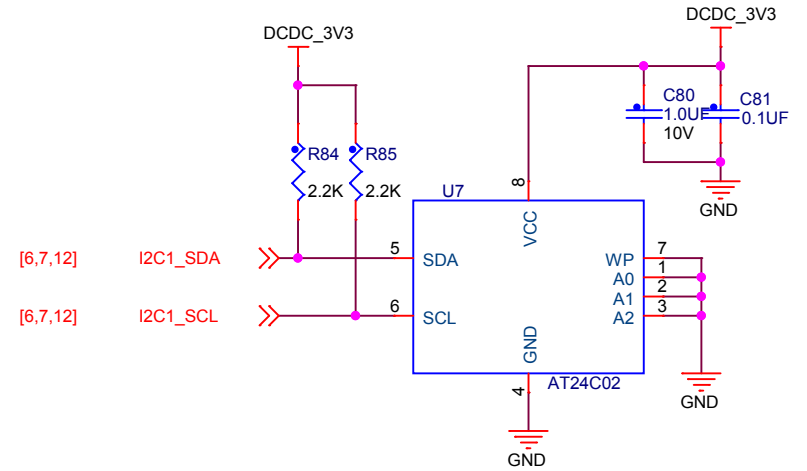 DCDC_3V3
DCDC_3V3
C80
1.0UF
10V
C81
0.1UF
R84
2.2K
R85
2.2K
GND
U7
8
VCC
[6,7,12] I2C1_SDA
5
SDA
WP
7
A0
1
A1
2
A2
3
[6,7,12] I2C1_SCL
6
SCL
GND
4
AT24C02
GND
GND